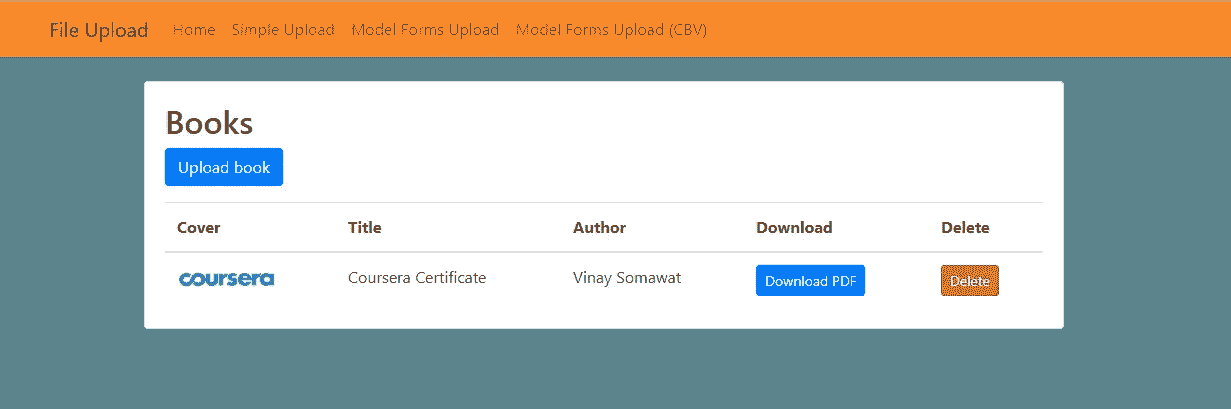 File Upload Home Simple Upload Model Forms Upload Model Forms Upload (CBV)
Books
Upload book
Cover Title Author Download Delete
coursera Coursera Certificate Vinay Somawat Download PDF Delete